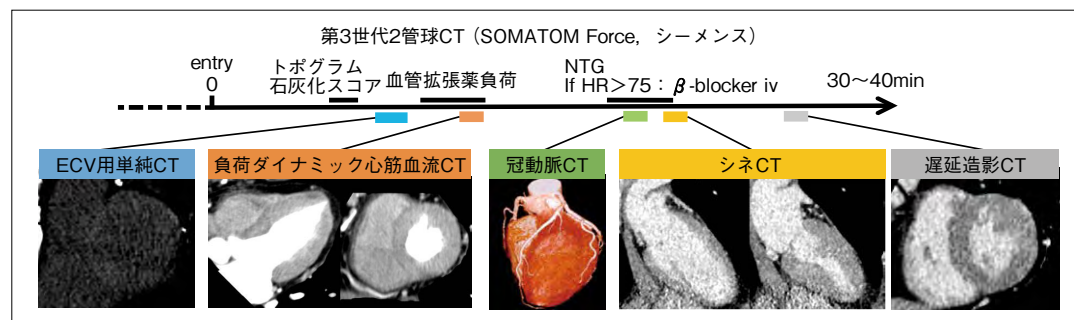 第3世代2管球CT（SOMATOM Force，シーメンス）
entry
0
トポグラム
石灰化スコア
血管拡張薬負荷
NTG
If HR＞75：β-blocker iv
30～40min
ECV用単純CT
負荷ダイナミック心筋血流CT
冠動脈CT
シネCT
遅延造影CT